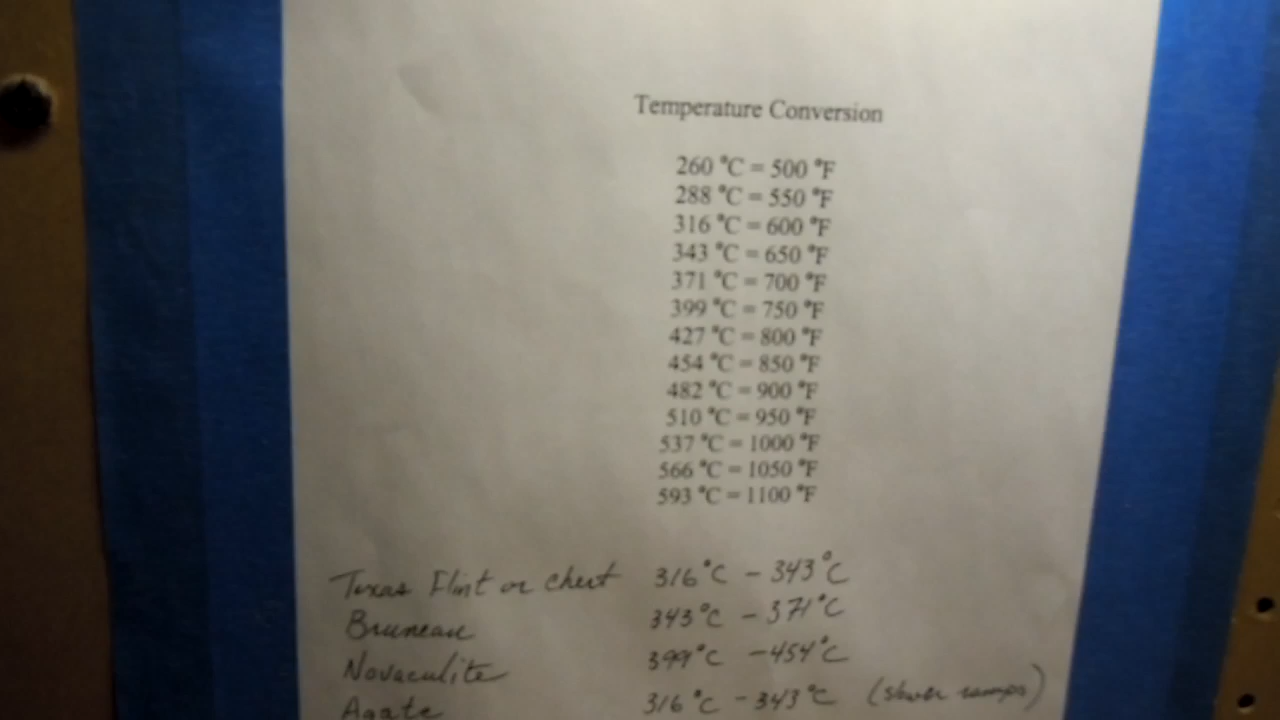 Temperature Conversion
260 °C = 500 °F
288 °C = 550 °F
316 °C = 600 °F
343 °C = 650 °F
371 °C = 700 °F
399 °C = 750 °F
427 °C = 800 °F
454 °C = 850 °F
482 °C = 900 °F
510 °C = 950 °F
537 °C = 1000 °F
566 °C = 1050 °F
593 °C = 1100 °F
Texas Flint or Chert 316°C - 343°C
Bruneau 343°C - 371°C
Novaculite 399°C - 454°C
Agate 316°C - 343°C (slower ramps)